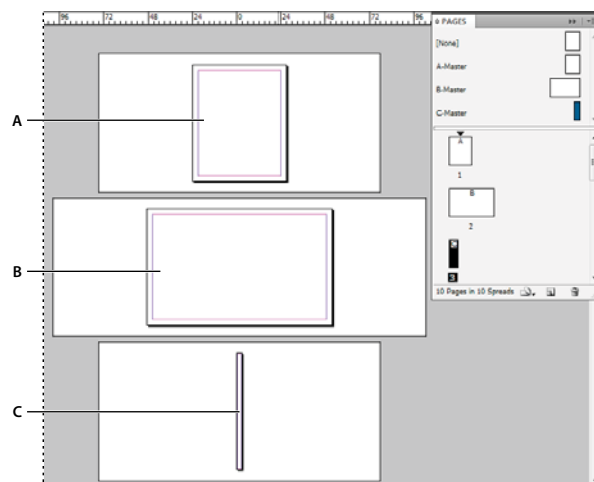 96 72 48 24 0 24 48 72 96
PAGES
[None]
A-Master
B-Master
C-Master
A
1
B
2
C
3
10 Pages in 10 Spreads
A
B
C